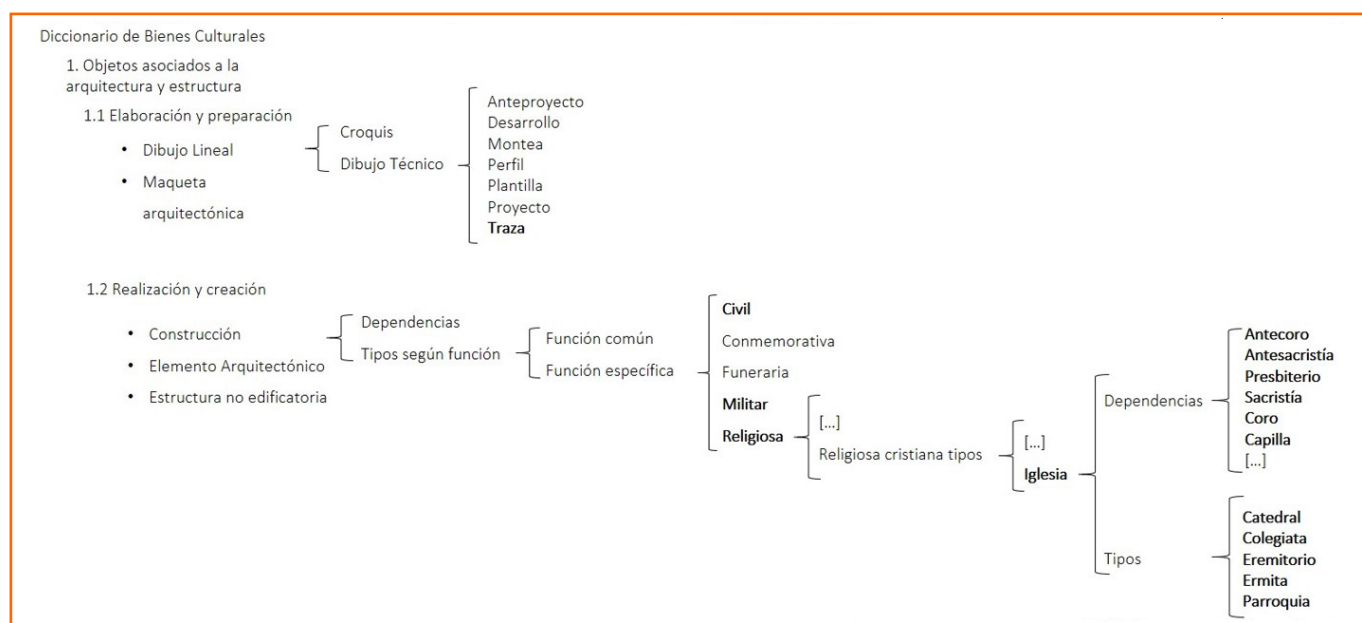 Diccionario de Bienes Culturales
1. Objetos asociados a la
arquitectura y estructura
1.1 Elaboración y preparación
• Dibujo Lineal
• Maqueta
arquitectónica
Croquis
Dibujo Técnico
Anteproyecto
Desarrollo
Montea
Perfil
Plantilla
Proyecto
Traza
1.2 Realización y creación
• Construcción
• Elemento Arquitectónico
• Estructura no edificatoria
Dependencias
Tipos según función
Función común
Función específica
Civil
Conmemorativa
Funeraria
Militar
Religiosa
[...]
Religiosa cristiana tipos
[...]
Iglesia
Dependencias
Antecoro
Antesacristía
Presbiterio
Sacristía
Coro
Capilla
[...]
Tipos
Catedral
Colegiata
Eremitorio
Ermita
Parroquia